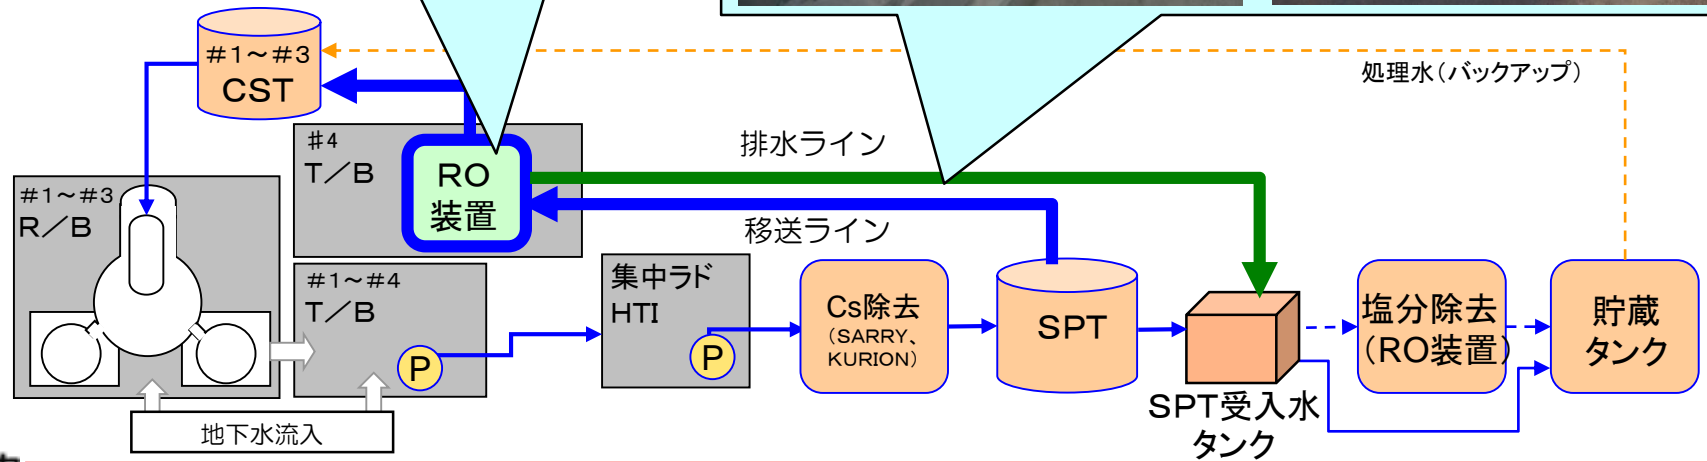 #1~#3
CST
処理水(バックアップ)
#4
T/B
RO
装置
排水ライン
移送ライン
#1~#3
R/B
#1~#4
T/B
P
集中ラド
HTI
P
Cs除去
(SARRY、
KURION)
SPT
SPT受入水
タンク
塩分除去
(RO装置)
貯蔵
タンク
地下水流入